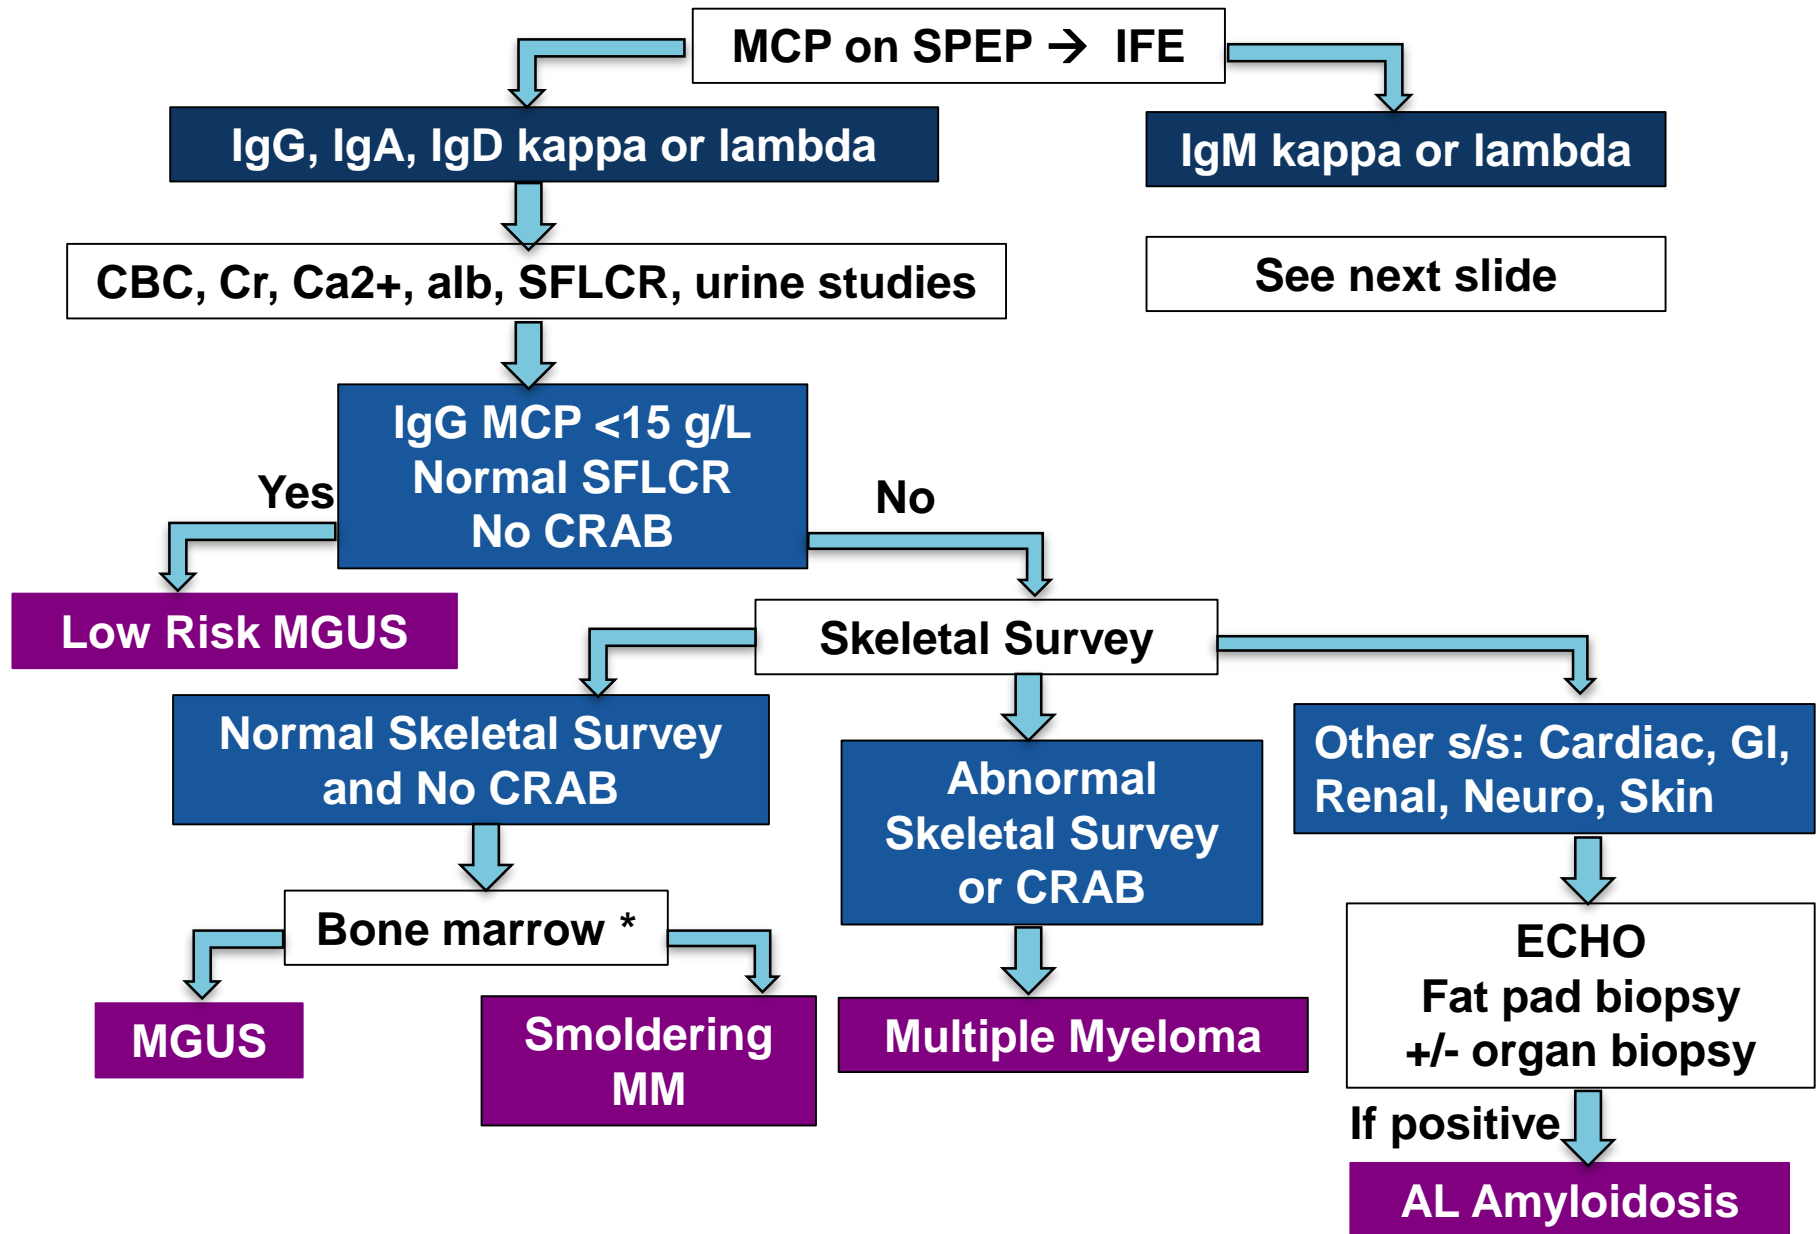 MCP on SPEP → IFE
IgG, IgA, IgD kappa or lambda
IgM kappa or lambda
CBC, Cr, Ca2+, alb, SFLCR, urine studies
See next slide
IgG MCP <15 g/L
Normal SFLCR
No CRAB
Yes
No
Low Risk MGUS
Skeletal Survey
Normal Skeletal Survey
and No CRAB
Abnormal
Skeletal Survey
or CRAB
Other s/s: Cardiac, GI,
Renal, Neuro, Skin
Bone marrow *
ECHO
Fat pad biopsy
+/- organ biopsy
MGUS
Smoldering
MM
Multiple Myeloma
If positive
AL Amyloidosis